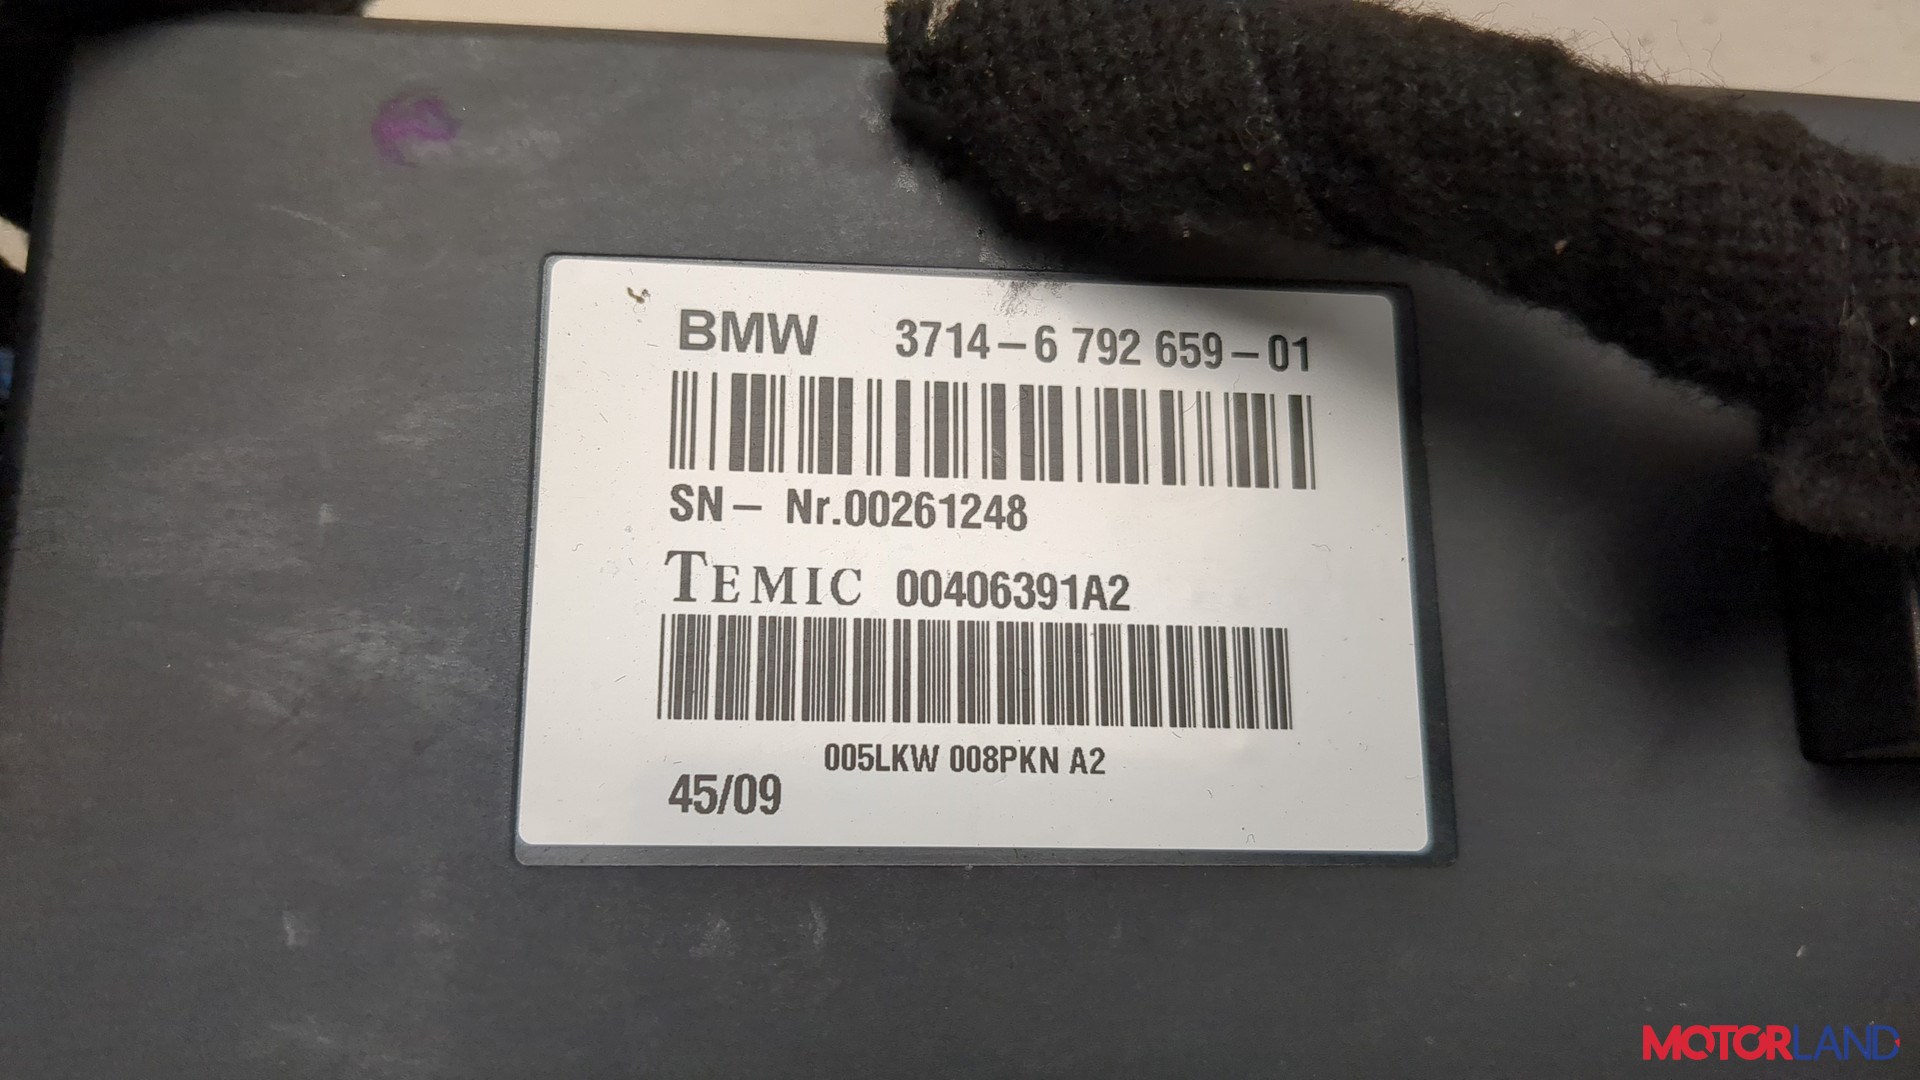 BMW 3714-6 792 659-01
SN- Nr.00261248
TEMIC 00406391A2
005LKW 008PKN A2
45/09
MOTORLAND